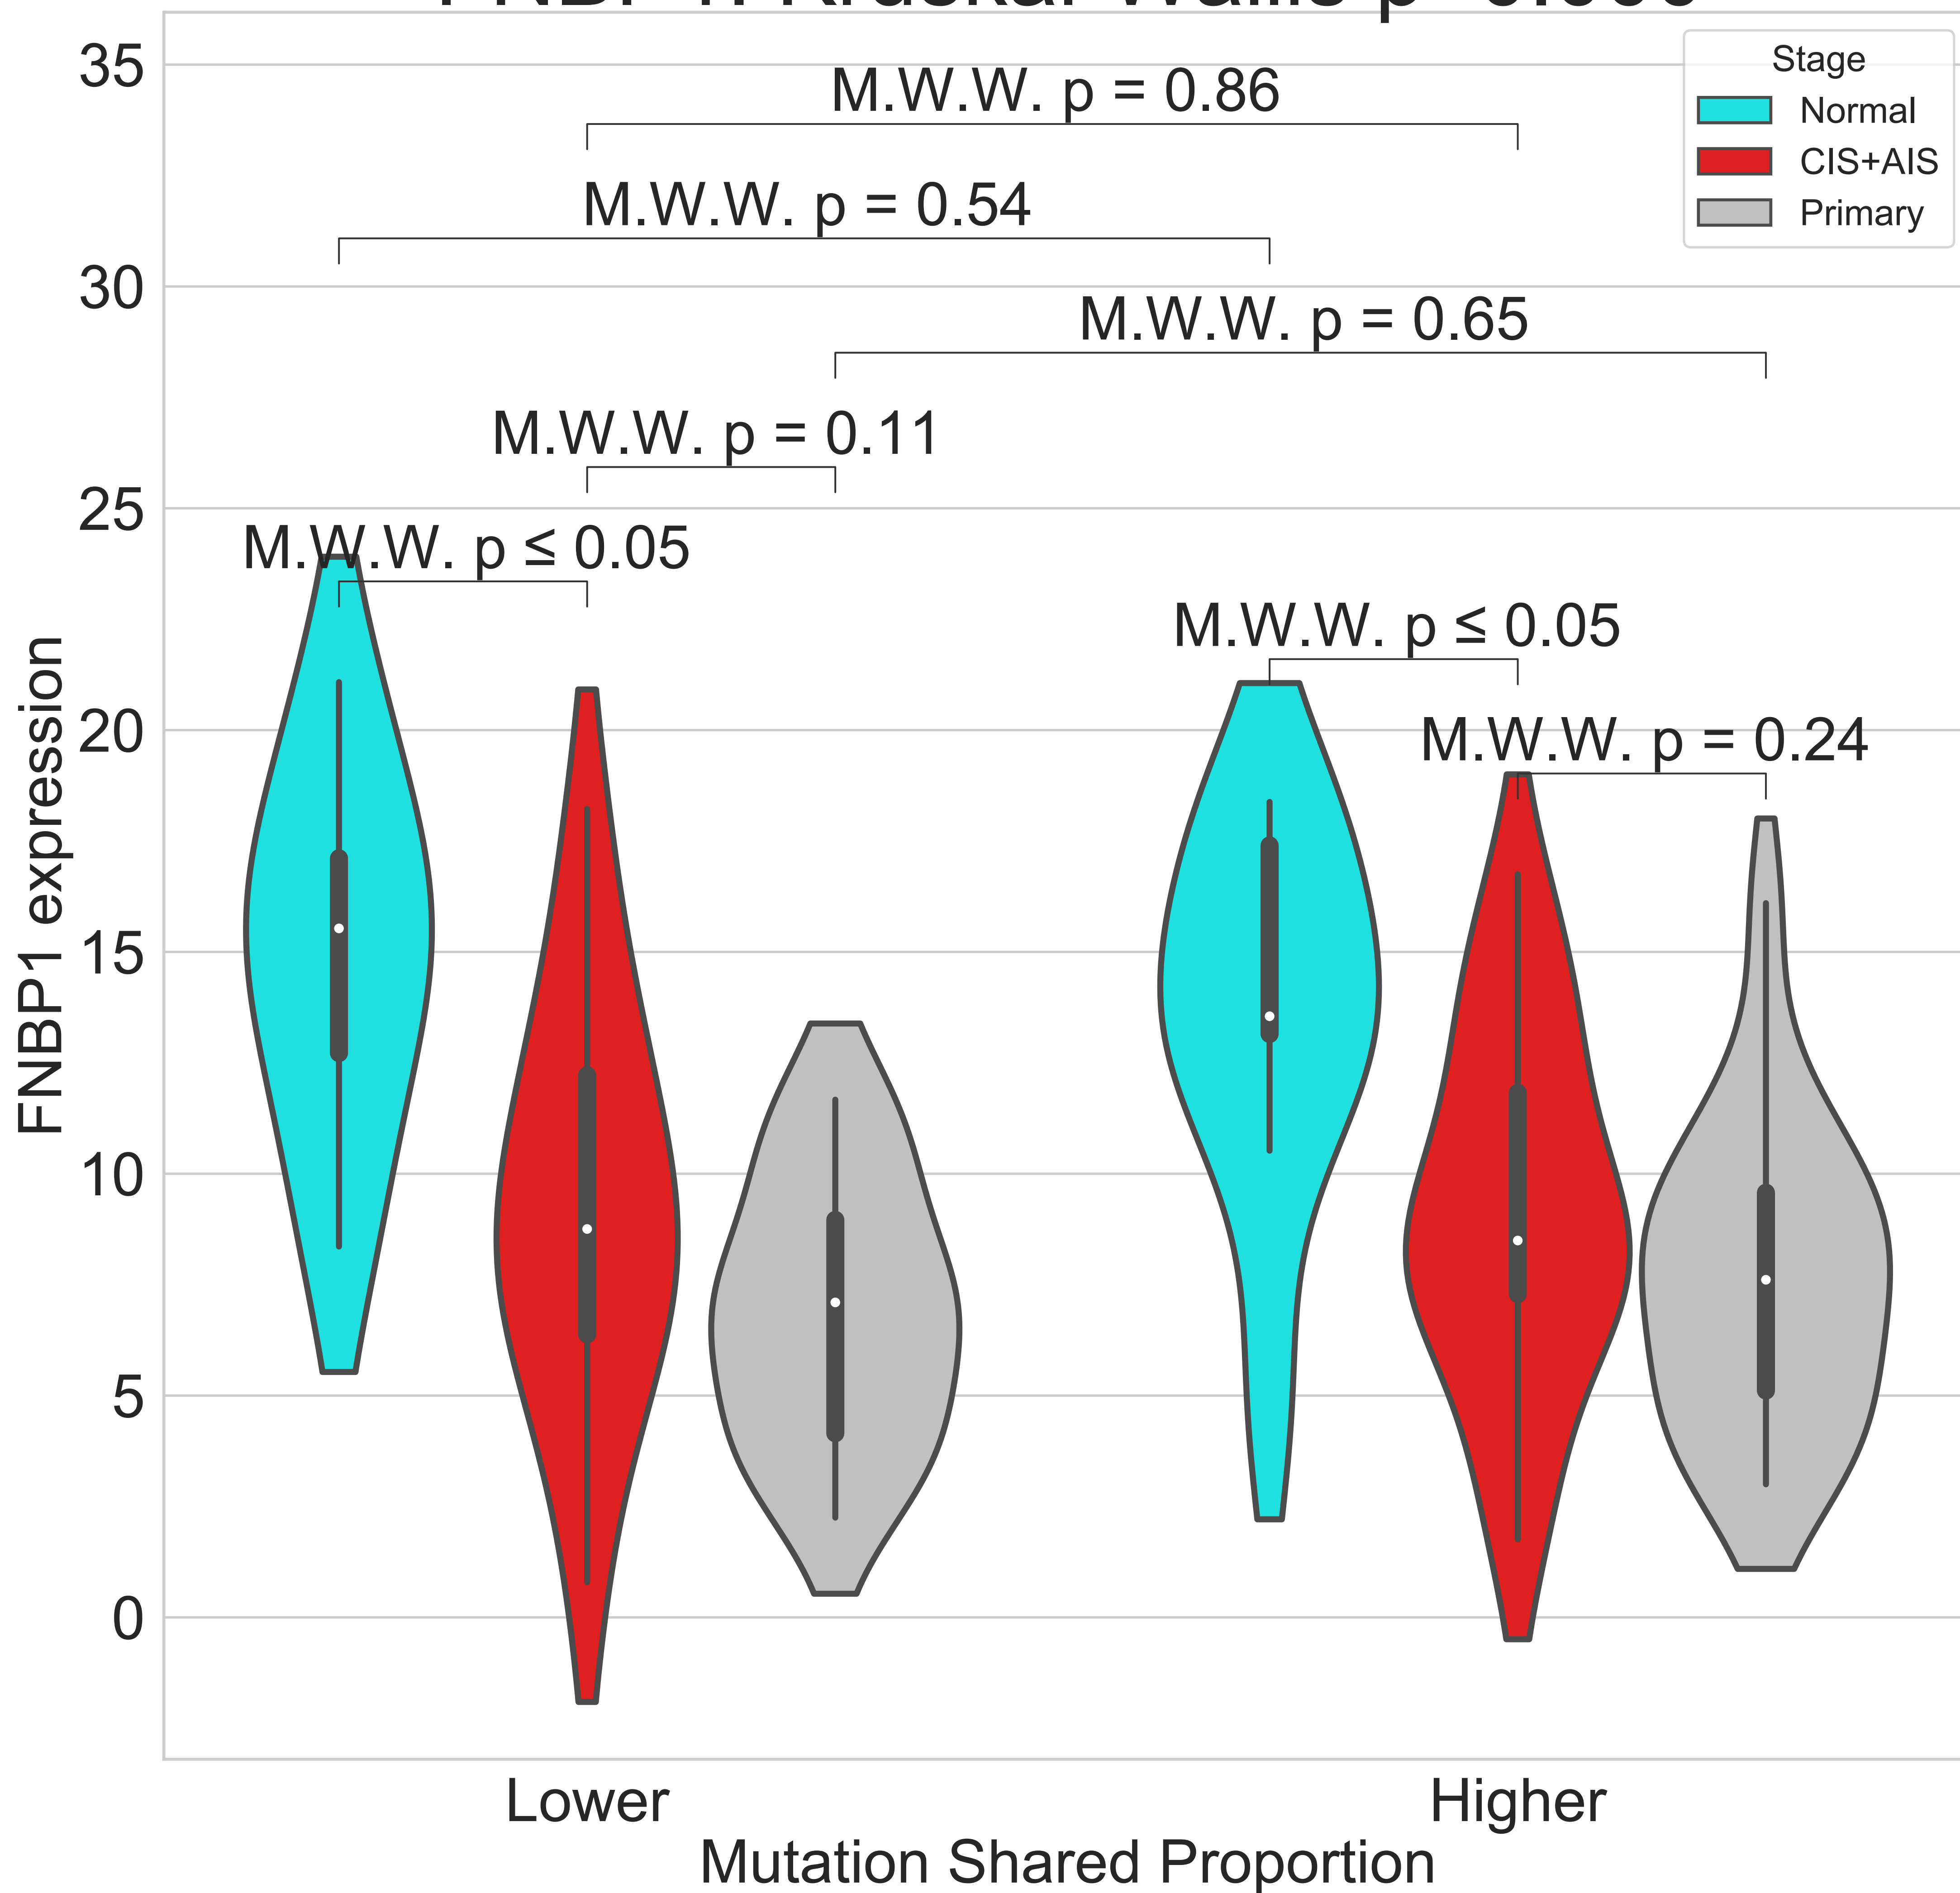 35
30
25
20
15
10
5
0
FNBP1 expression
M.W.W. p = 0.86
M.W.W. p = 0.54
M.W.W. p = 0.65
M.W.W. p = 0.11
M.W.W. p ≤ 0.05
M.W.W. p ≤ 0.05
M.W.W. p = 0.24
Stage
Normal
CIS+AIS
Primary
Lower
Higher
Mutation Shared Proportion